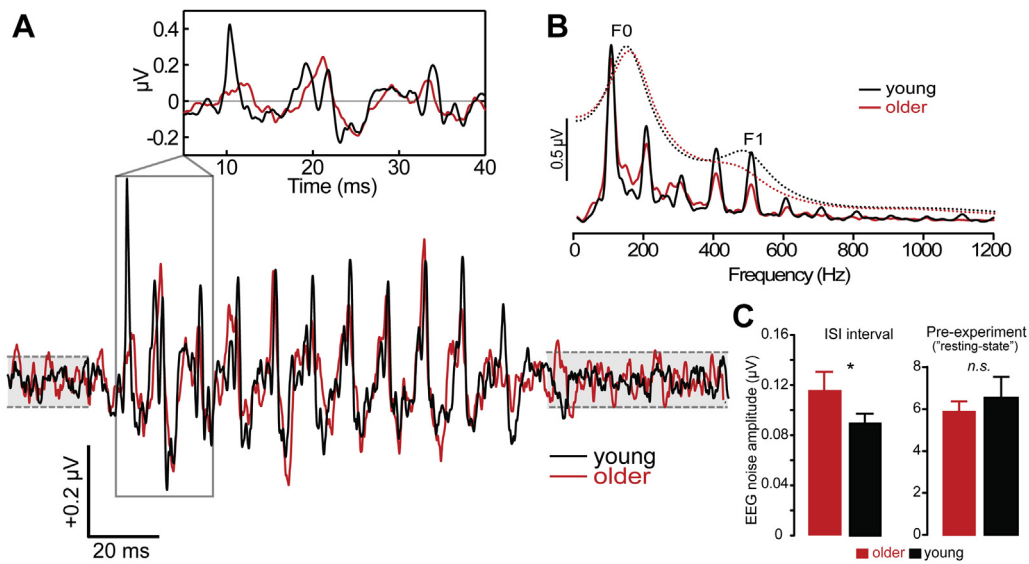 A
0.4
0.2
0
-0.2
µV
10
20
30
40
Time (ms)
+0.2 µV
20 ms
young
older
B
F0
F1
young
older
0.5 µV
0
200
400
600
800
1000
1200
Frequency (Hz)
C
ISI interval
Pre-experiment
("resting-state")
EEG noise amplitude (µV)
0.16
0.12
0.08
0.04
0
*
8
6
4
2
0
n.s.
older
young